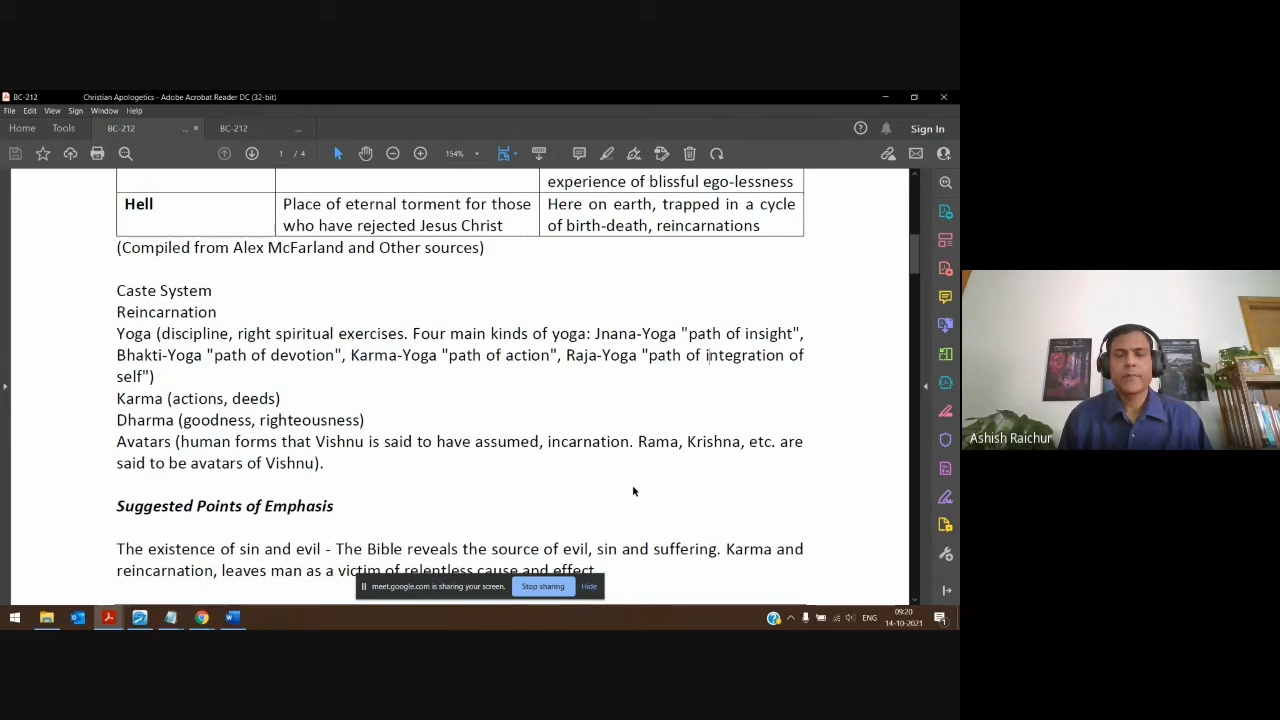 BC-212 Christian Apologetics - Adobe Acrobat Reader DC (32-bit)
File Edit View Sign Window Help
Home Tools BC-212 ... × BC-212 ... Sign In
1 / 4 154%
experience of blissful ego-lessness
Hell Place of eternal torment for those Here on earth, trapped in a cycle
who have rejected Jesus Christ of birth-death, reincarnations
(Compiled from Alex McFarland and Other sources)
Caste System
Reincarnation
Yoga (discipline, right spiritual exercises. Four main kinds of yoga: Jnana-Yoga "path of insight",
Bhakti-Yoga "path of devotion", Karma-Yoga "path of action", Raja-Yoga "path of integration of
self")
Karma (actions, deeds)
Dharma (goodness, righteousness)
Avatars (human forms that Vishnu is said to have assumed, incarnation. Rama, Krishna, etc. are
said to be avatars of Vishnu).
Suggested Points of Emphasis
The existence of sin and evil - The Bible reveals the source of evil, sin and suffering. Karma and
reincarnation, leaves man as a victim of relentless cause and effect
meet.google.com is sharing your screen. Stop sharing Hide
ENG 09:20
14-10-2021
Ashish Raichur